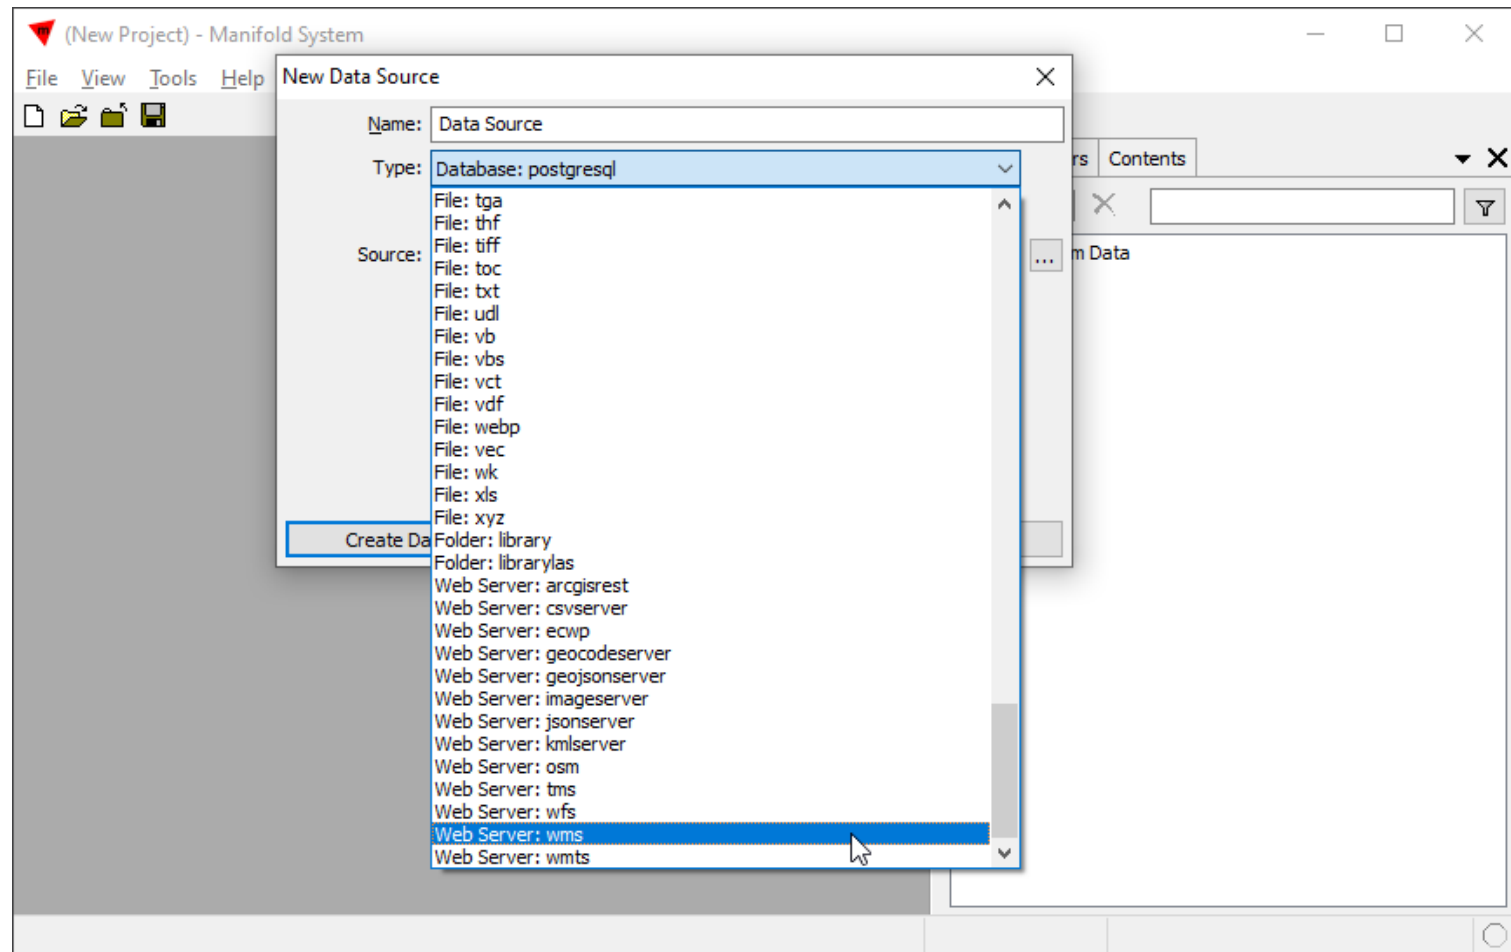 (New Project) - Manifold System
File View Tools Help
New Data Source
Name: Data Source
Type: Database: postgresql
Contents
File: tga
File: thf
File: tiff
Source:
...
m Data
File: toc
File: txt
File: udl
File: vb
File: vbs
File: vct
File: vdf
File: webp
File: vec
File: wk
File: xls
File: xyz
Create Da
Folder: library
Folder: librarylas
Web Server: arcgisrest
Web Server: csvserver
Web Server: ecwp
Web Server: geocodeserver
Web Server: geojsonserver
Web Server: imageserver
Web Server: jsonserver
Web Server: kmlserver
Web Server: osm
Web Server: tms
Web Server: wfs
Web Server: wms
Web Server: wmts